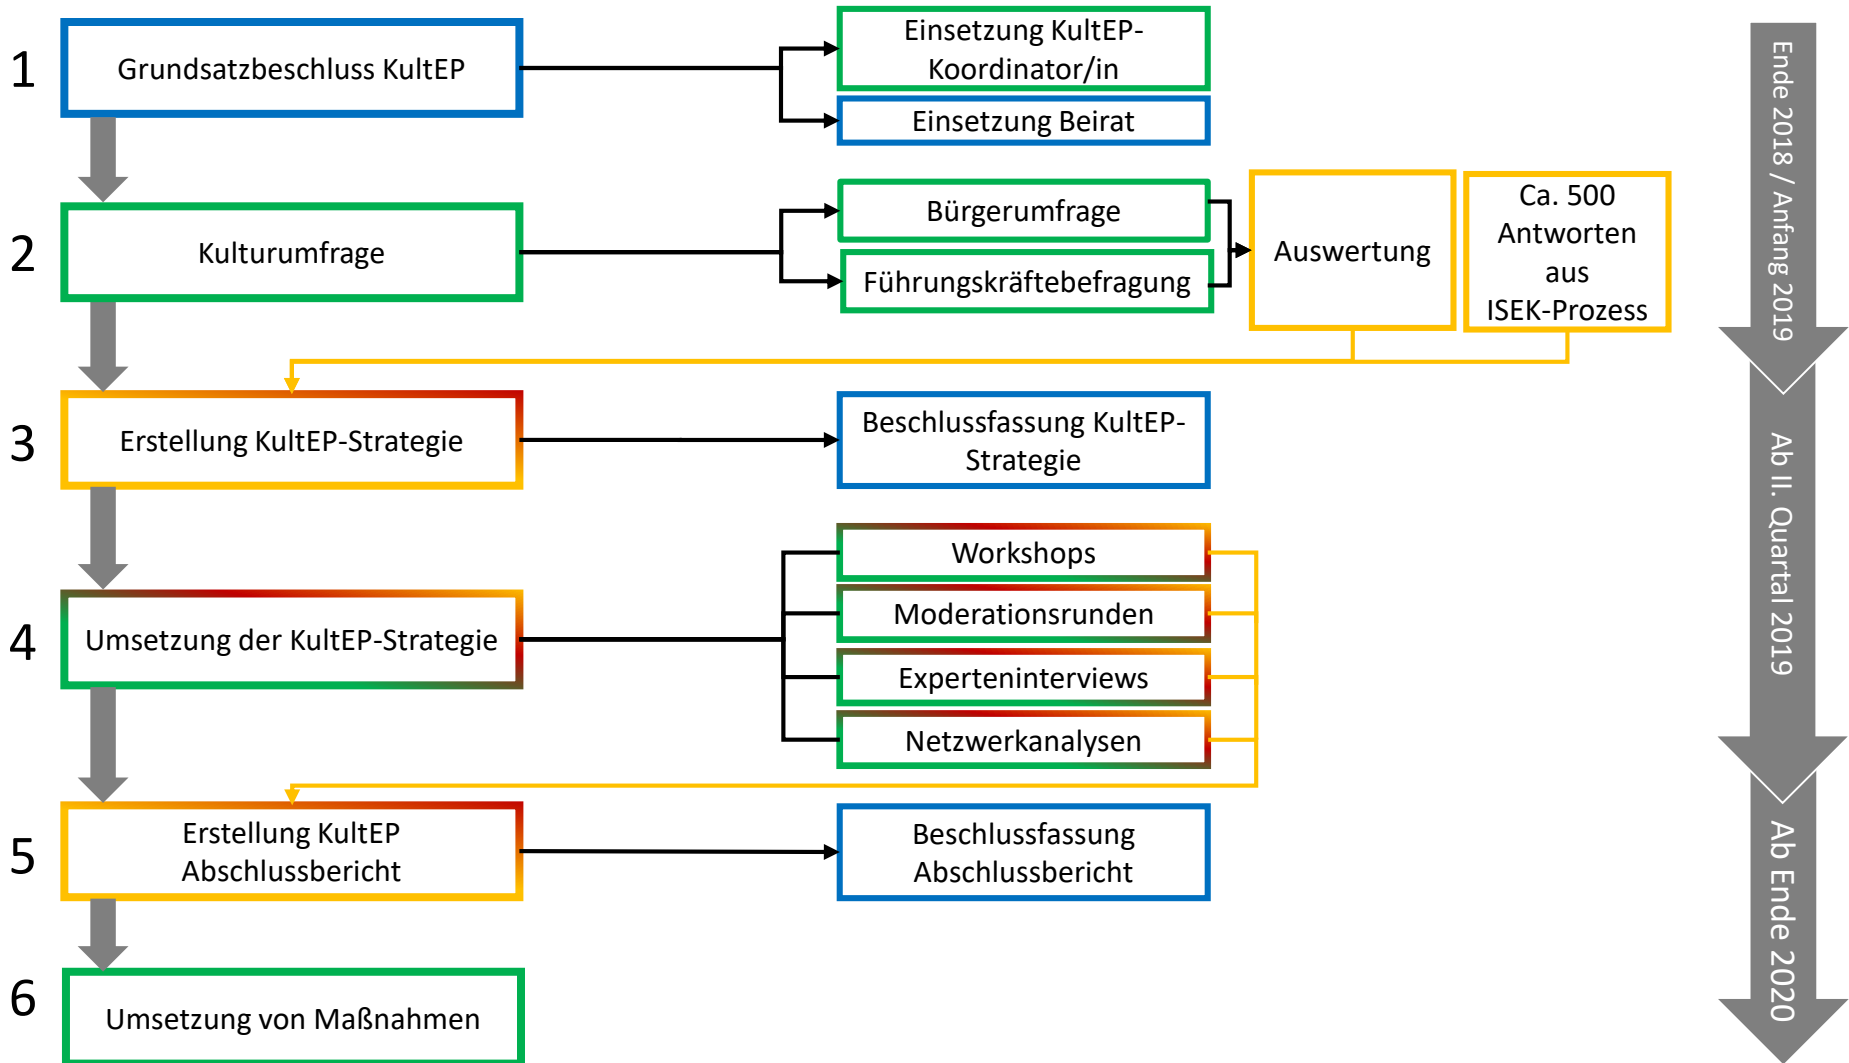 1
Grundsatzbeschluss KultEP
Einsetzung KultEP-
Koordinator/in
Einsetzung Beirat
2
Kulturumfrage
Bürgerumfrage
Führungskräftebefragung
Auswertung
Ca. 500
Antworten
aus
ISEK-Prozess
Ende 2018 / Anfang 2019
3
Erstellung KultEP-Strategie
Beschlussfassung KultEP-
Strategie
4
Umsetzung der KultEP-Strategie
Workshops
Moderationsrunden
Experteninterviews
Netzwerkanalysen
Ab II. Quartal 2019
5
Erstellung KultEP
Abschlussbericht
Beschlussfassung
Abschlussbericht
6
Umsetzung von Maßnahmen
Ab Ende 2020